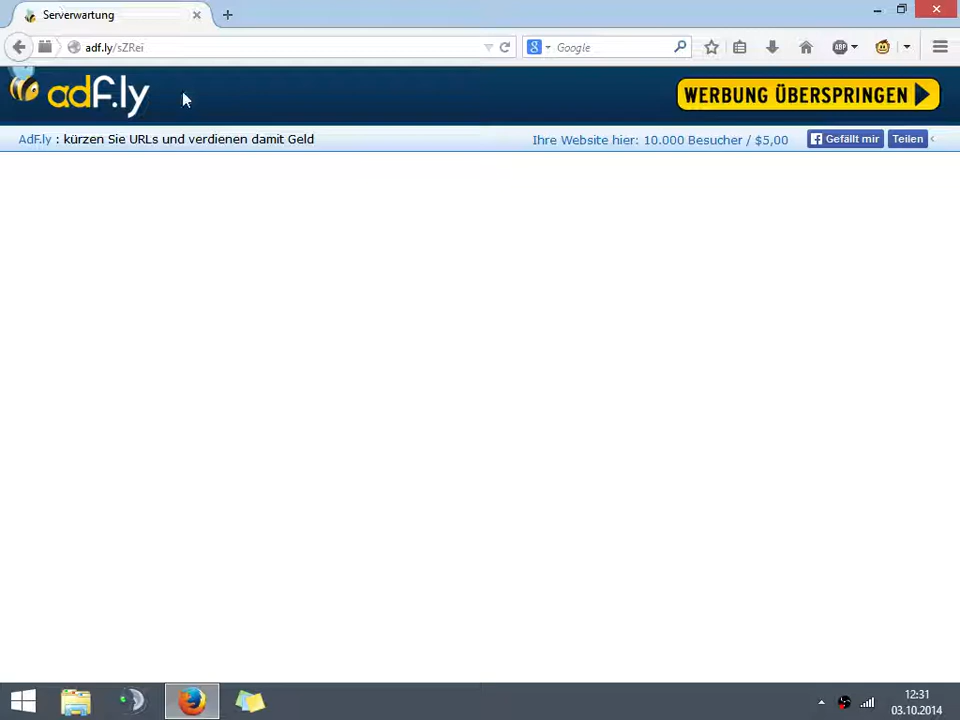 Serverwartung
adf.ly/sZRei
Google
ABP
adf.ly
WERBUNG ÜBERSPRINGEN
AdF.ly : kürzen Sie URLs und verdienen damit Geld
Ihre Website hier: 10.000 Besucher / $5,00
Gefällt mir
Teilen
12:31
03.10.2014